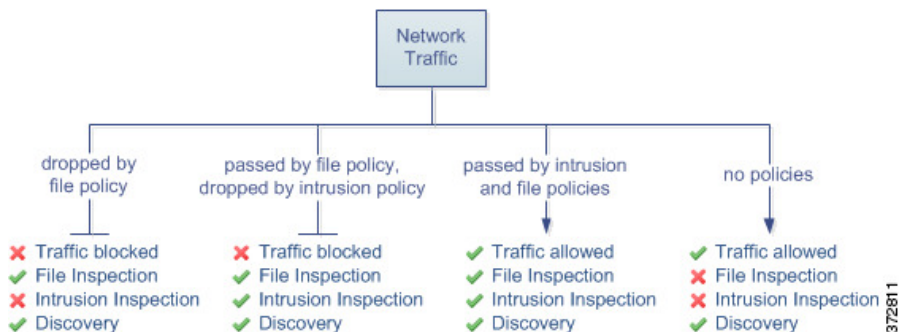 Network
Traffic
dropped by
file policy
passed by file policy,
dropped by intrusion policy
passed by intrusion
and file policies
no policies
Traffic blocked
File Inspection
Intrusion Inspection
Discovery
Traffic blocked
File Inspection
Intrusion Inspection
Discovery
Traffic allowed
File Inspection
Intrusion Inspection
Discovery
Traffic allowed
File Inspection
Intrusion Inspection
Discovery
372811